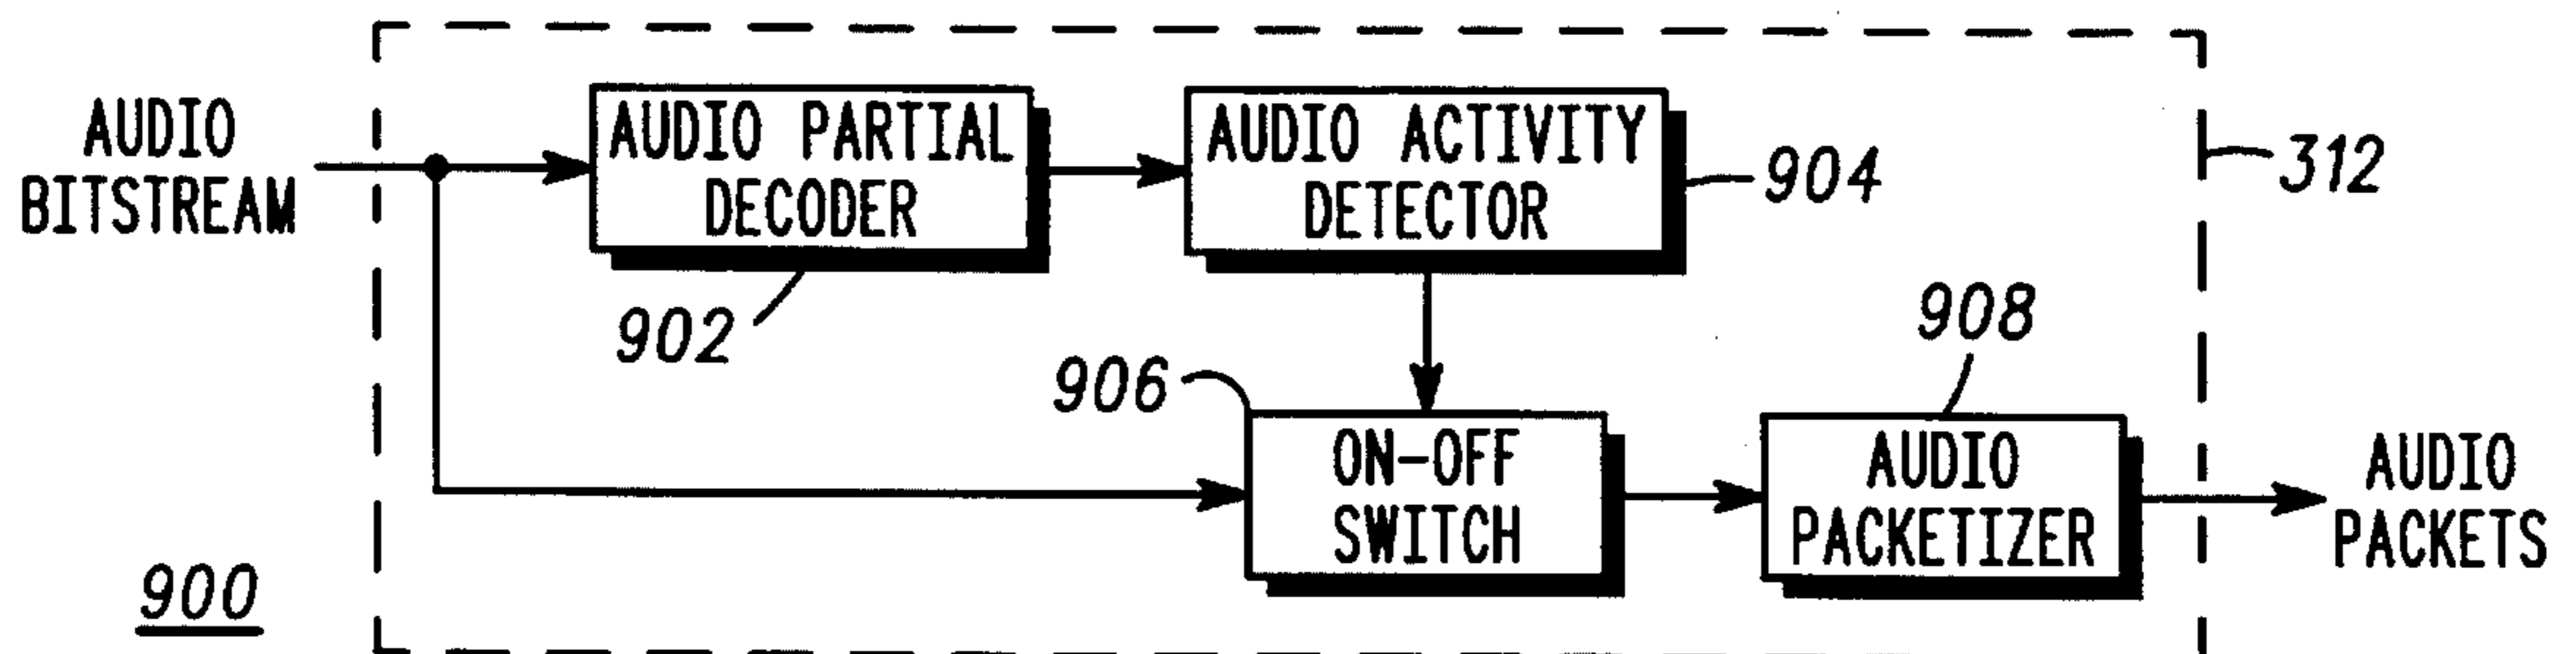 AUDIO
BITSTREAM
AUDIO PARTIAL
DECODER
902
AUDIO ACTIVITY
DETECTOR
904
312
906
ON-OFF
SWITCH
908
AUDIO
PACKETIZER
AUDIO
PACKETS
900